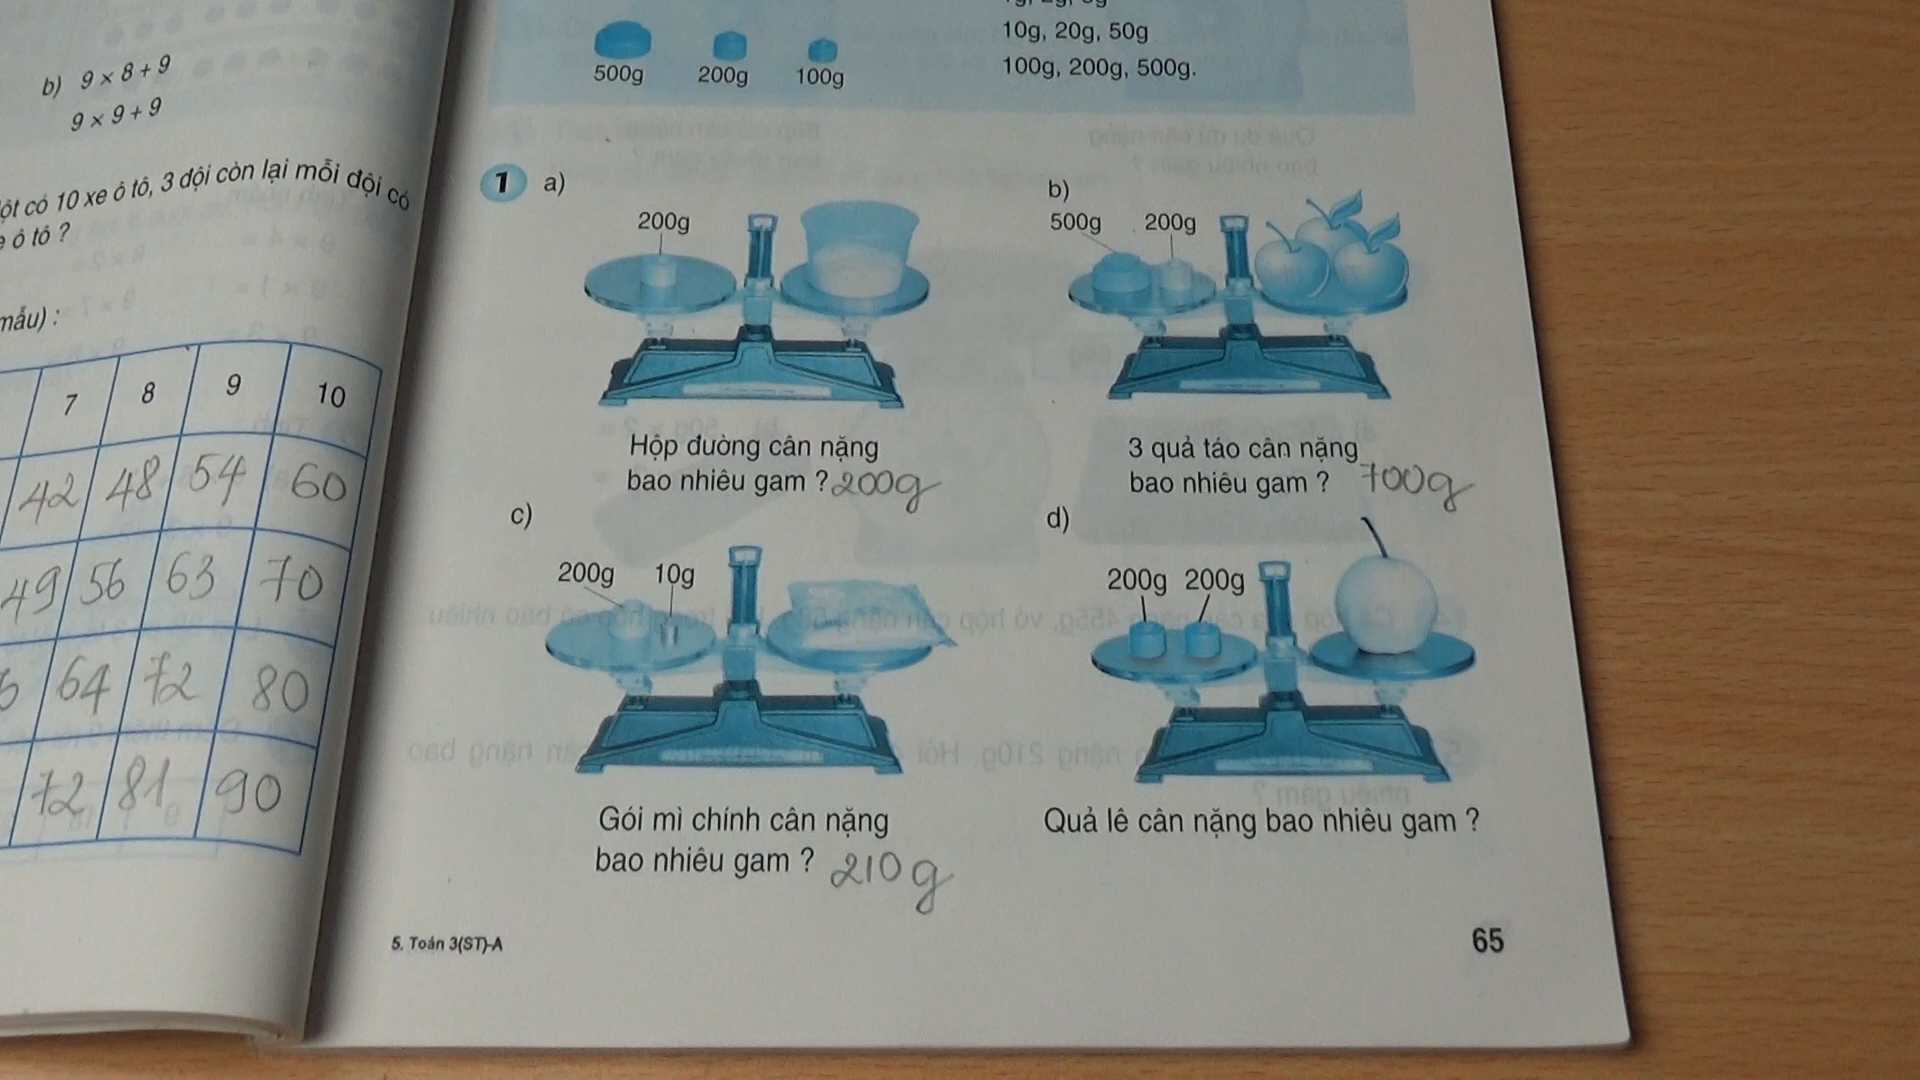 b) 9 × 8 + 9
9 × 9 + 9
có 10 xe ô tô, 3 đội còn lại mỗi đội có
ô tô ?
mẫu) :
7 8 9 10
42 48 54 60
49 56 63 70
64 72 80
72 81 90
10g, 20g, 50g
500g 200g 100g
100g, 200g, 500g.
1 a)
200g
Hộp đường cân nặng
bao nhiêu gam ? 200g
b)
500g 200g
3 quả táo cân nặng
bao nhiêu gam ? 700g
c)
200g 10g
Gói mì chính cân nặng
bao nhiêu gam ? 210g
d)
200g 200g
Quả lê cân nặng bao nhiêu gam ?
5. Toán 3(ST)-A
65